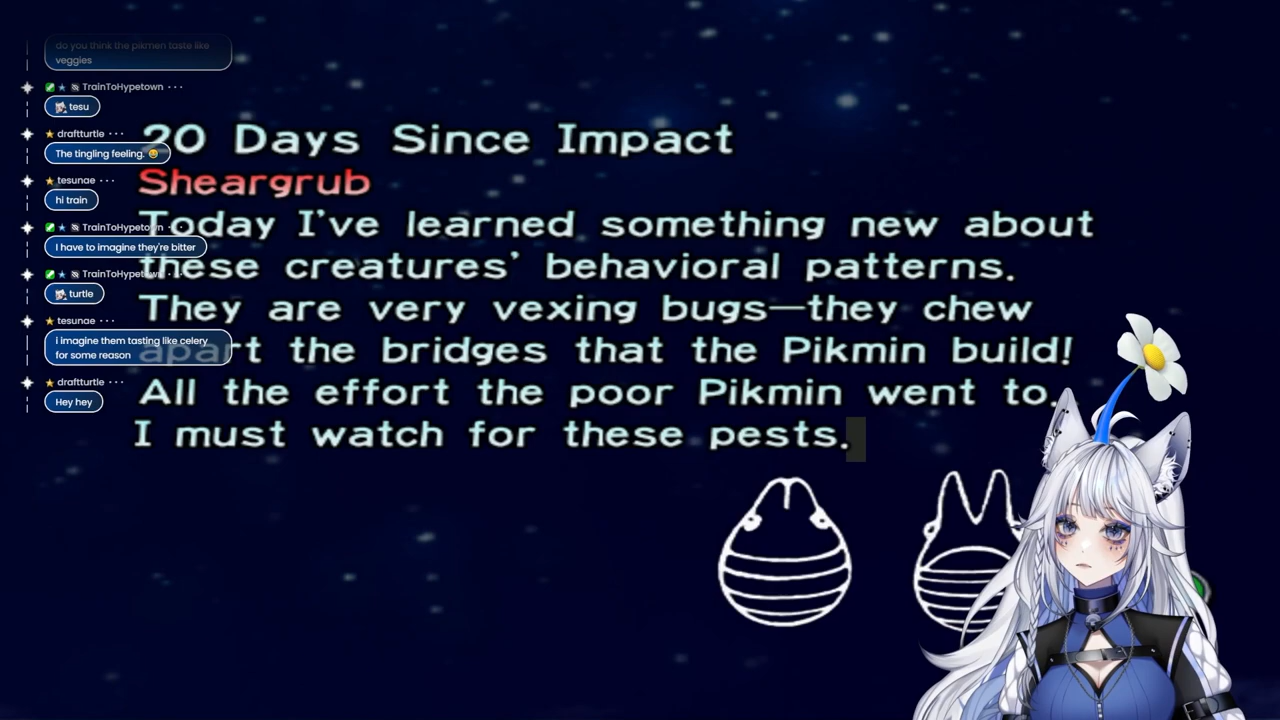 do you think the pikmen taste like
veggies
TrainToHypetown
tesu
draftturtle
The tingling feeling. 😂
tesunae
hi train
TrainToHypetown
I have to imagine they're bitter
TrainToHypetown
turtle
tesunae
i imagine them tasting like celery
for some reason
draftturtle
Hey hey
20 Days Since Impact
Sheargrub
Today I've learned something new about
these creatures' behavioral patterns.
They are very vexing bugs—they chew
apart the bridges that the Pikmin build!
All the effort the poor Pikmin went to.
I must watch for these pests.